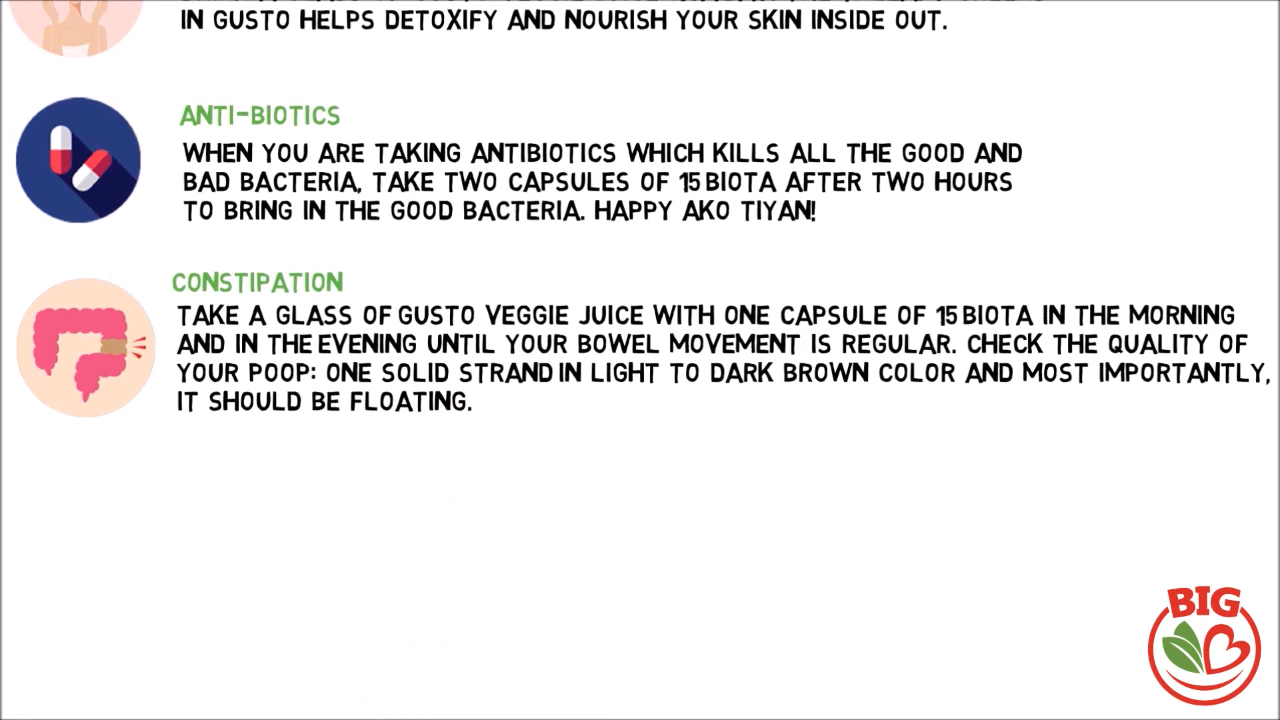 IN GUSTO HELPS DETOXIFY AND NOURISH YOUR SKIN INSIDE OUT.
ANTI-BIOTICS
WHEN YOU ARE TAKING ANTIBIOTICS WHICH KILLS ALL THE GOOD AND
BAD BACTERIA, TAKE TWO CAPSULES OF 15 BIOTA AFTER TWO HOURS
TO BRING IN THE GOOD BACTERIA. HAPPY AKO TIYAN!
CONSTIPATION
TAKE A GLASS OF GUSTO VEGGIE JUICE WITH ONE CAPSULE OF 15 BIOTA IN THE MORNING
AND IN THE EVENING UNTIL YOUR BOWEL MOVEMENT IS REGULAR. CHECK THE QUALITY OF
YOUR POOP: ONE SOLID STRAND IN LIGHT TO DARK BROWN COLOR AND MOST IMPORTANTLY,
IT SHOULD BE FLOATING.
BIG